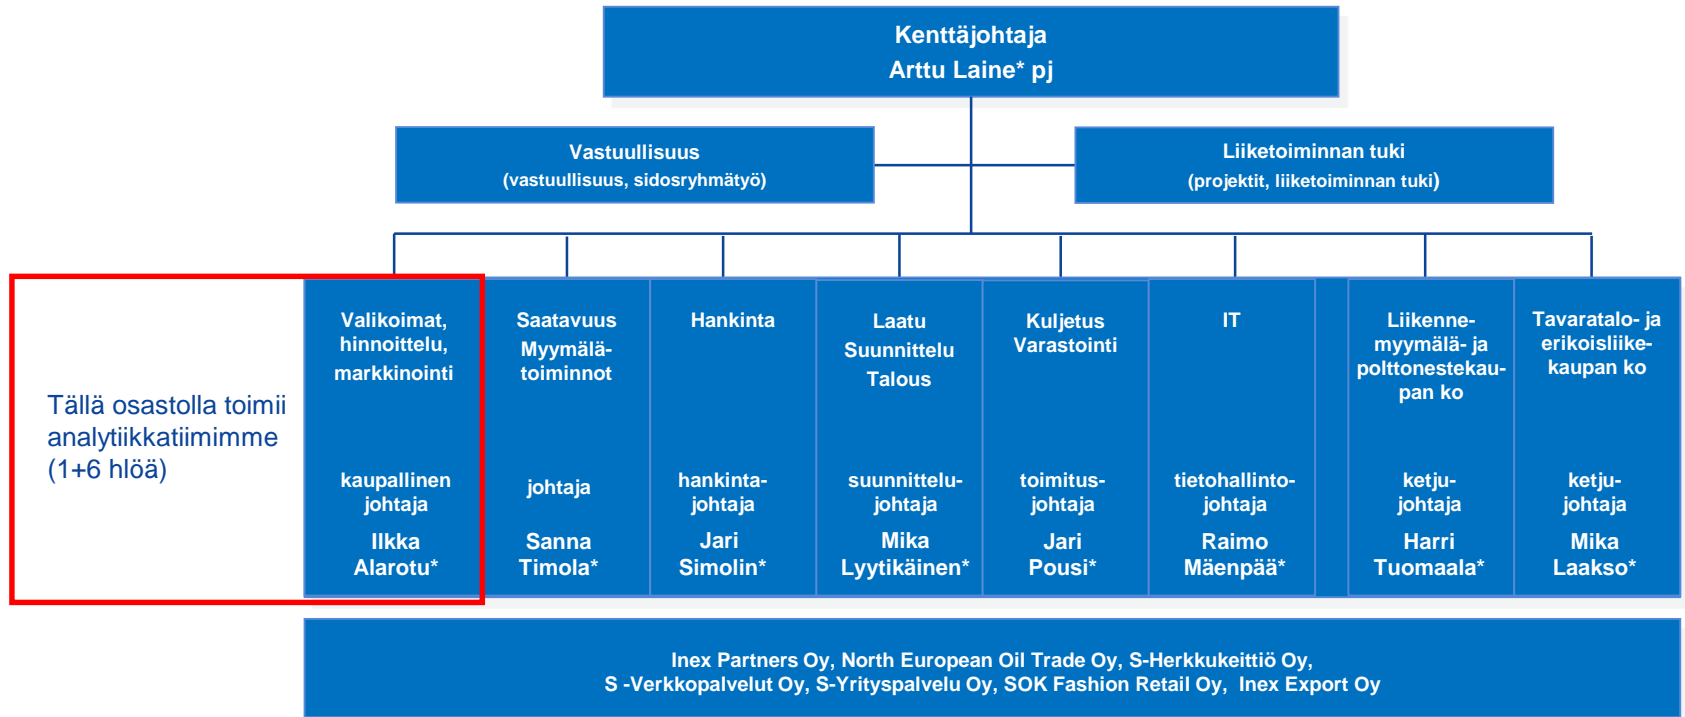 Kenttäjohtaja
Arttu Laine* pj
Vastuullisuus
(vastuullisuus, sidosryhmätyö)
Liiketoiminnan tuki
(projektit, liiketoiminnan tuki)
Tällä osastolla toimii
analytiikkatiimimme
(1+6 hlöä)
Valikoimat,
hinnoittelu,
markkinointi
kaupallinen
johtaja
Ilkka
Alarotu*
Saatavuus
Myymälä-
toiminnot
johtaja
Sanna
Timola*
Hankinta
hankinta-
johtaja
Jari
Simolin*
Laatu
Suunnittelu
Talous
suunnittelu-
johtaja
Mika
Lyytikäinen*
Kuljetus
Varastointi
toimitus-
johtaja
Jari
Pousi*
IT
tietohallinto-
johtaja
Raimo
Mäenpää*
Liikenne-
myymälä- ja
polttonestekau-
pan ko
ketju-
johtaja
Harri
Tuomaala*
Tavaratalo- ja
erikoisliike-
kaupan ko
ketju-
johtaja
Mika
Laakso*
Inex Partners Oy, North European Oil Trade Oy, S-Herkkukeittiö Oy,
S -Verkkopalvelut Oy, S-Yrityspalvelu Oy, SOK Fashion Retail Oy, Inex Export Oy